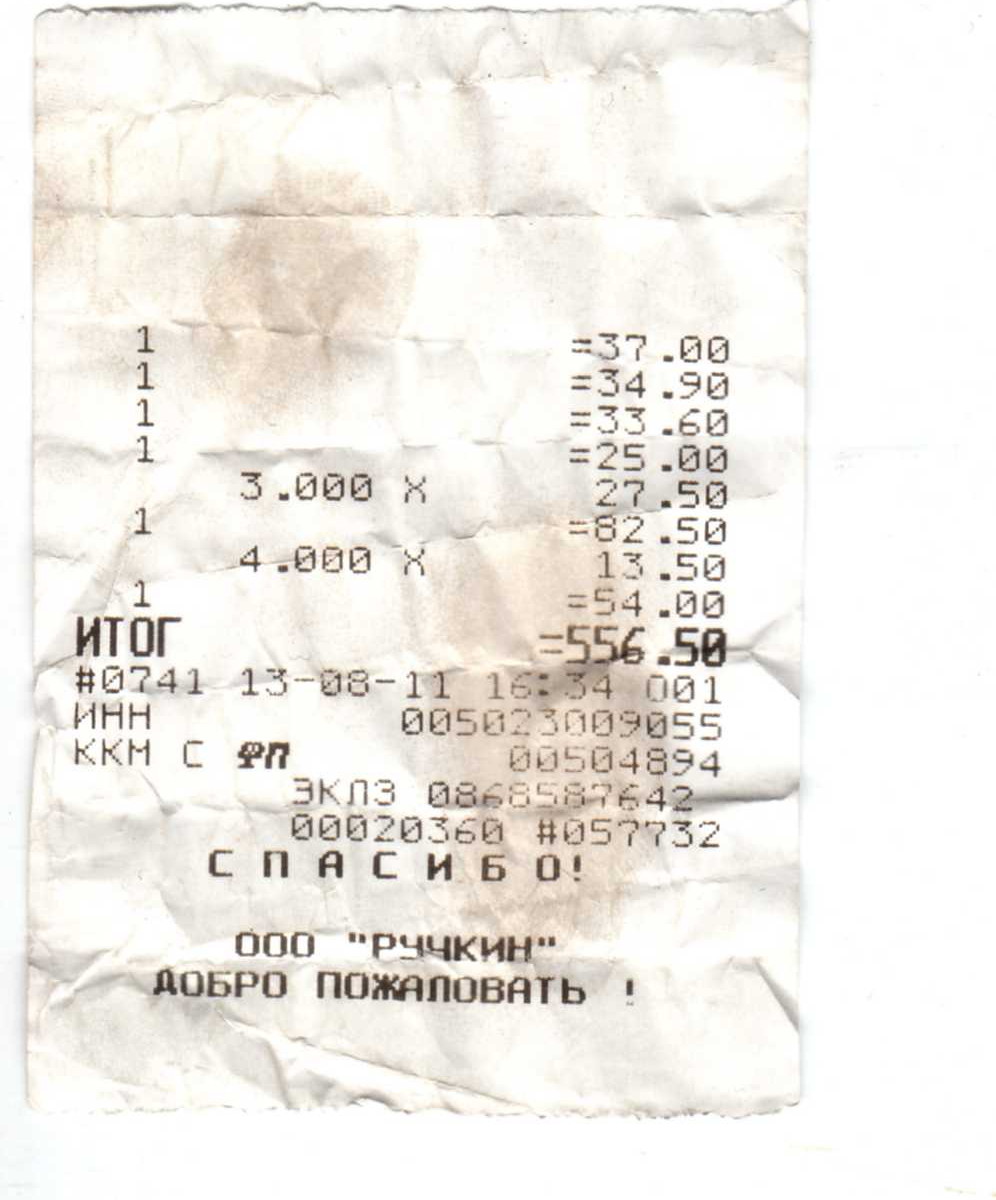 1 =37.00
1 =34.90
1 =33.60
1 =25.00
3.000 X 27.50
1 =82.50
4.000 X 13.50
1 =54.00
ИТОГ =556.50
#0741 13-08-11 16:34 001
ИНН 005023009055
ККМ С ФП 00504894
ЭКЛЗ 0868587642
00020360 #057732
СПАСИБО!
ООО "РУЧКИН"
ДОБРО ПОЖАЛОВАТЬ !